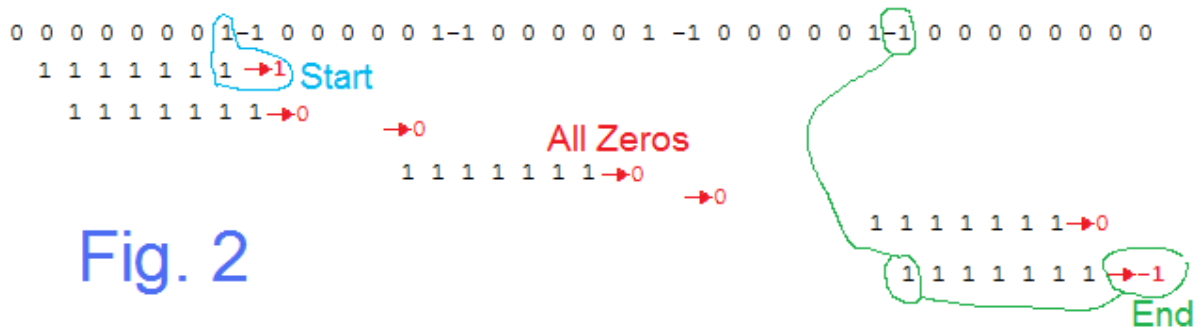 0 0 0 0 0 0 0 1-1 0 0 0 0 0 1-1 0 0 0 0 0 1 -1 0 0 0 0 0 1-1 0 0 0 0 0 0 0 0
1 1 1 1 1 1 1 →1 Start
1 1 1 1 1 1 1→0
→0
All Zeros
1 1 1 1 1 1 1→0
→0
1 1 1 1 1 1 1→0
Fig. 2
1 1 1 1 1 1 1→-1
End